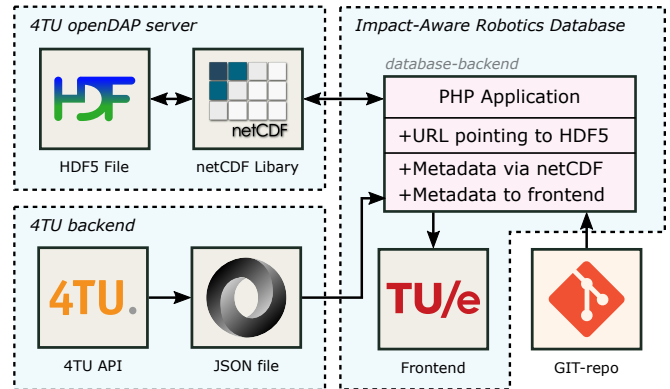 4TU openDAP server
HDF
HDF5 File
netCDF
netCDF Libary
4TU backend
4TU.
4TU API
JSON file
Impact-Aware Robotics Database
database-backend
PHP Application
+URL pointing to HDF5
+Metadata via netCDF
+Metadata to frontend
TU/e
Frontend
GIT-repo